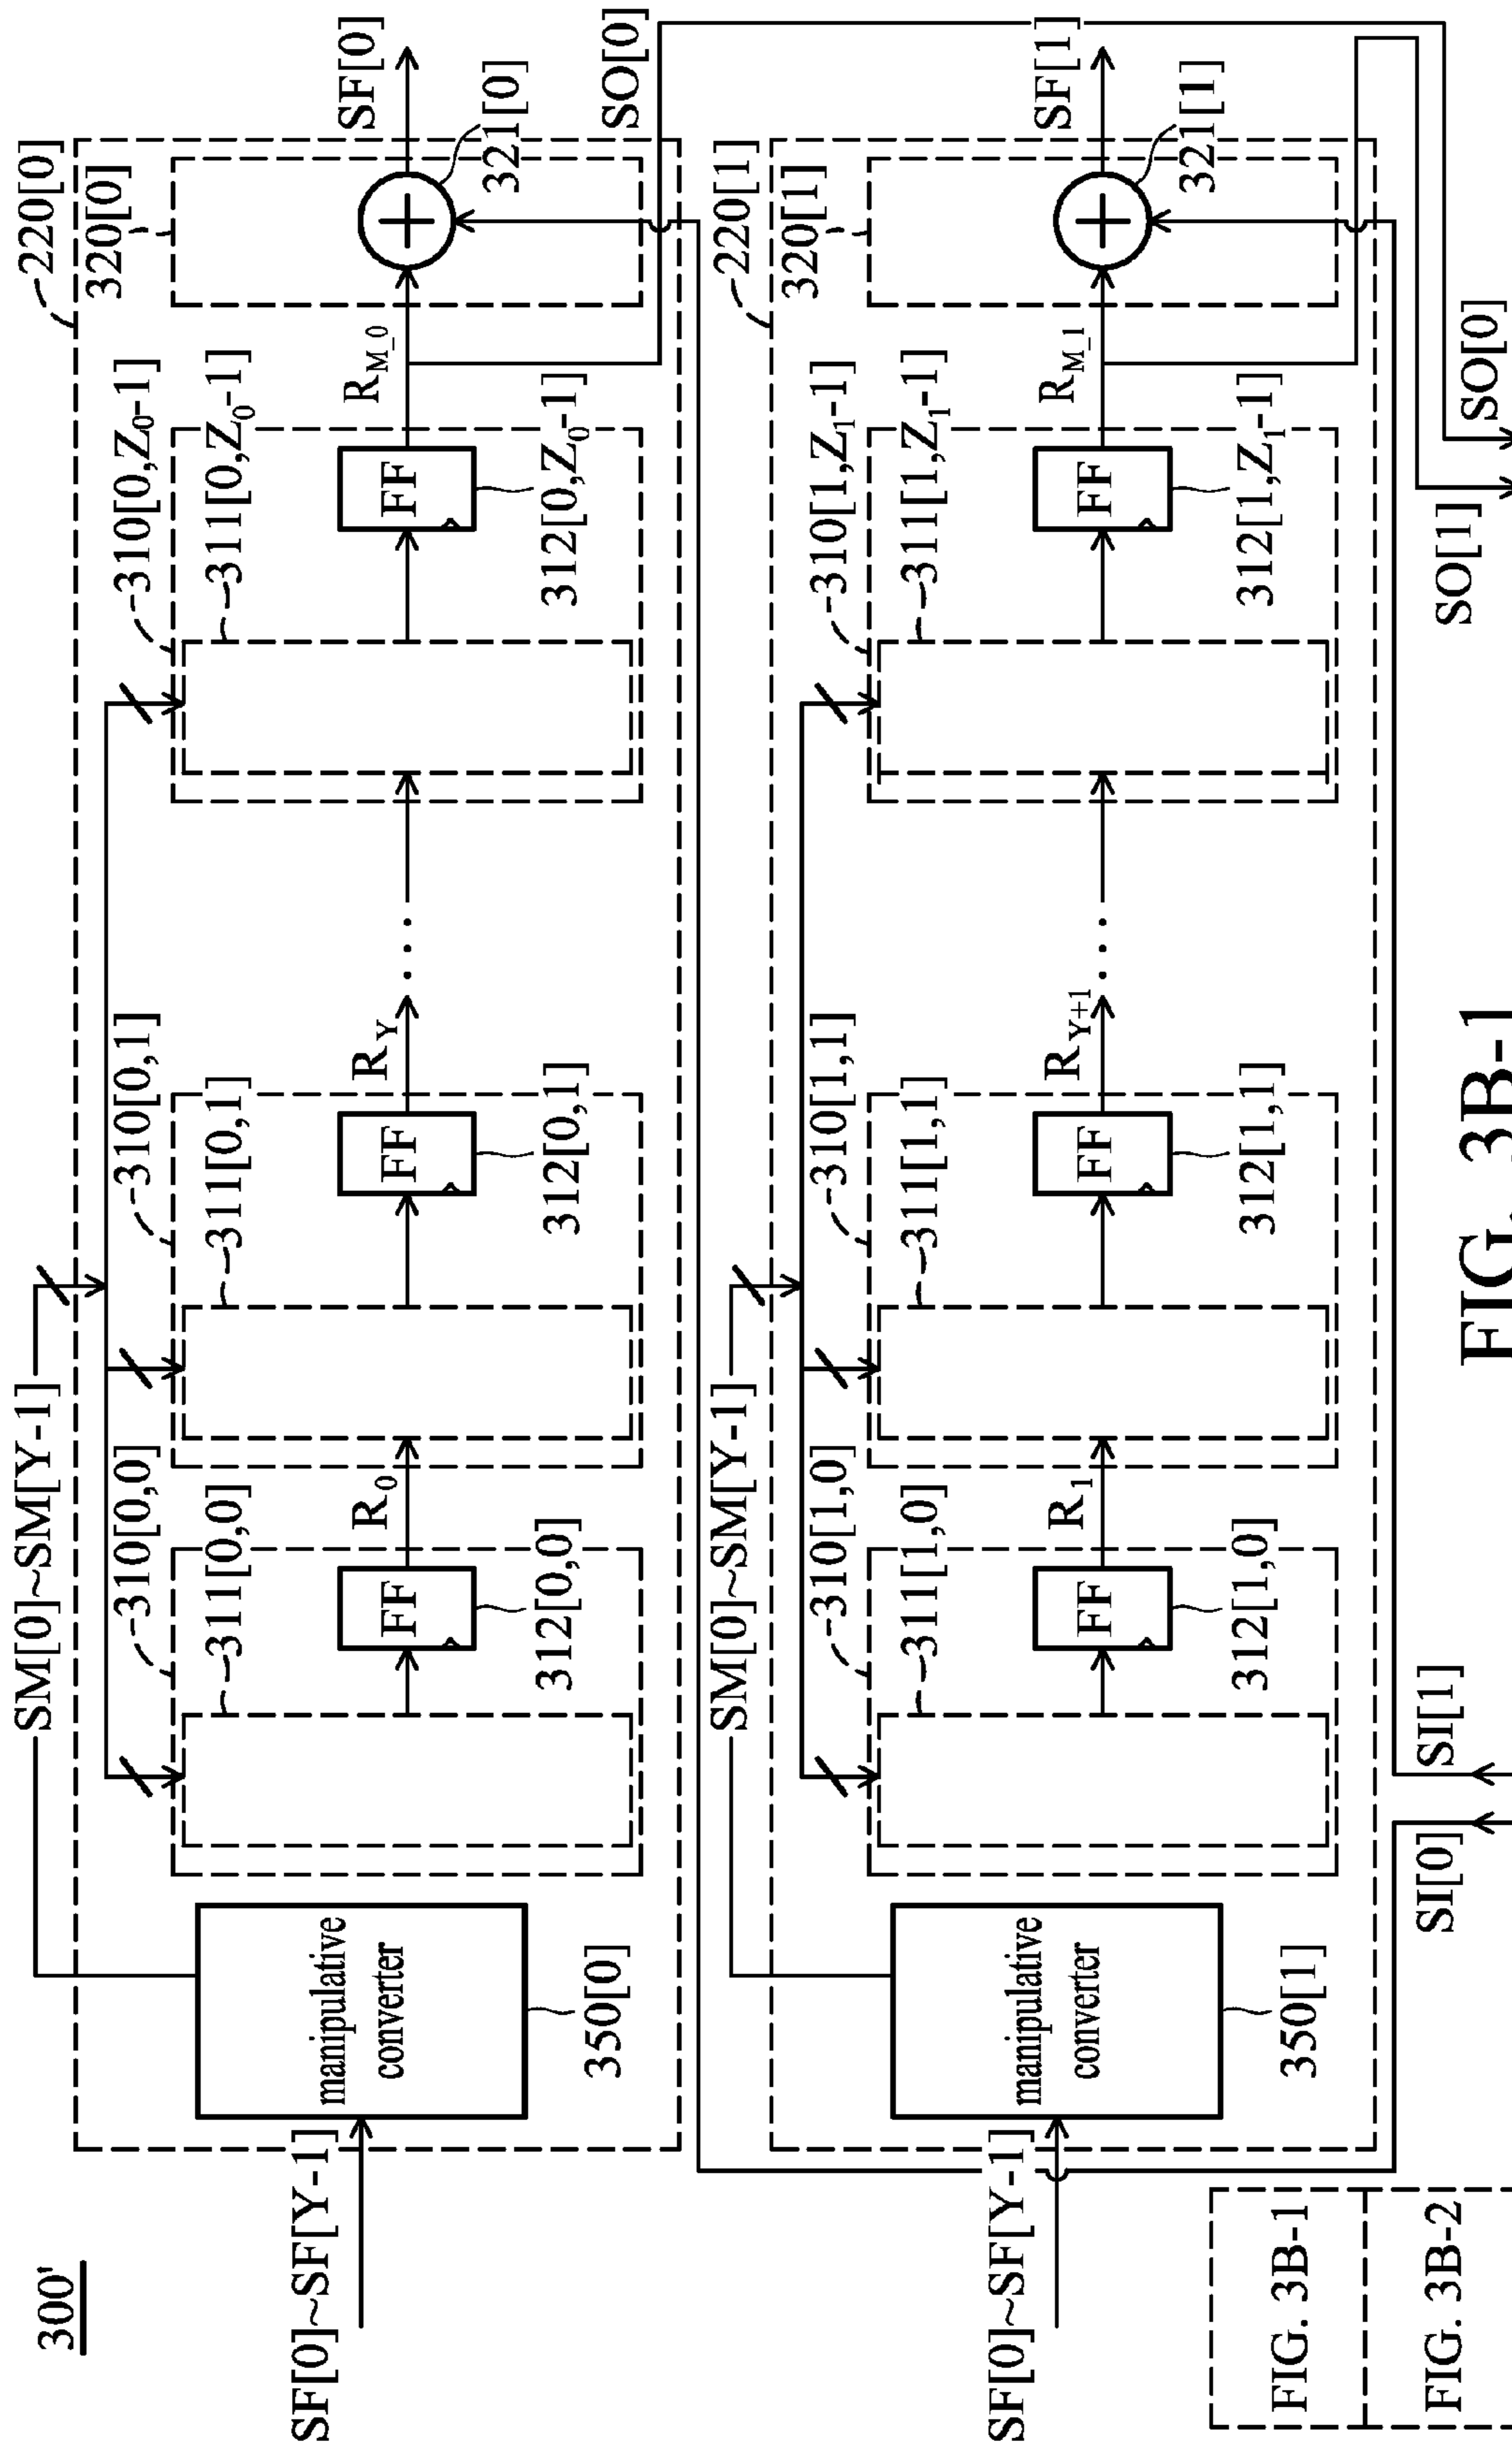 300'
SM[0]~SM[Y-1]
220[0]
310[0,0]
310[0,1]
310[0,Z0-1]
320[0]
311[0,0]
311[0,1]
311[0,Z0-1]
SF[0]~SF[Y-1]
manipulative
converter
FF
R0
FF
RY
...
FF
RM_0
SF[0]
350[0]
312[0,0]
312[0,1]
312[0,Z0-1]
321[0]
SO[0]
SM[0]~SM[Y-1]
220[1]
310[1,0]
310[1,1]
310[1,Z1-1]
320[1]
311[1,0]
311[1,1]
311[1,Z1-1]
SF[0]~SF[Y-1]
manipulative
converter
FF
R1
FF
RY+1
...
FF
RM_1
SF[1]
350[1]
312[1,0]
312[1,1]
312[1,Z1-1]
321[1]
SI[0]
SI[1]
SO[1]
SO[0]
FIG. 3B-1
FIG. 3B-2
FIG. 3B-1